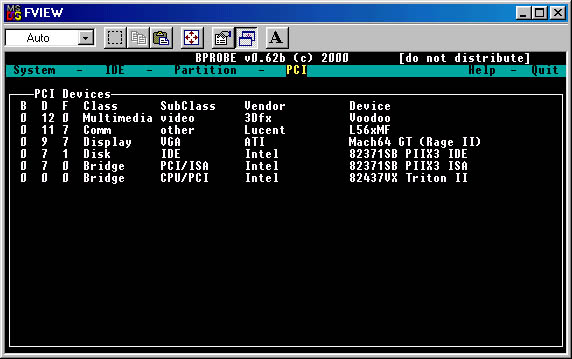 MS DOS FVIEW
Auto A
BPROBE v0.62b (c) 2000 [do not distribute]
System - IDE - Partition - PCI Help - Quit
PCI Devices
B D F Class SubClass Vendor Device
0 12 0 Multimedia video 3Dfx Voodoo
0 11 7 Comm other Lucent L56xMF
0 9 7 Display VGA ATI Mach64 GT (Rage II)
0 7 1 Disk IDE Intel 82371SB PIIX3 IDE
0 7 0 Bridge PCI/ISA Intel 82371SB PIIX3 ISA
0 0 0 Bridge CPU/PCI Intel 82437VX Triton II